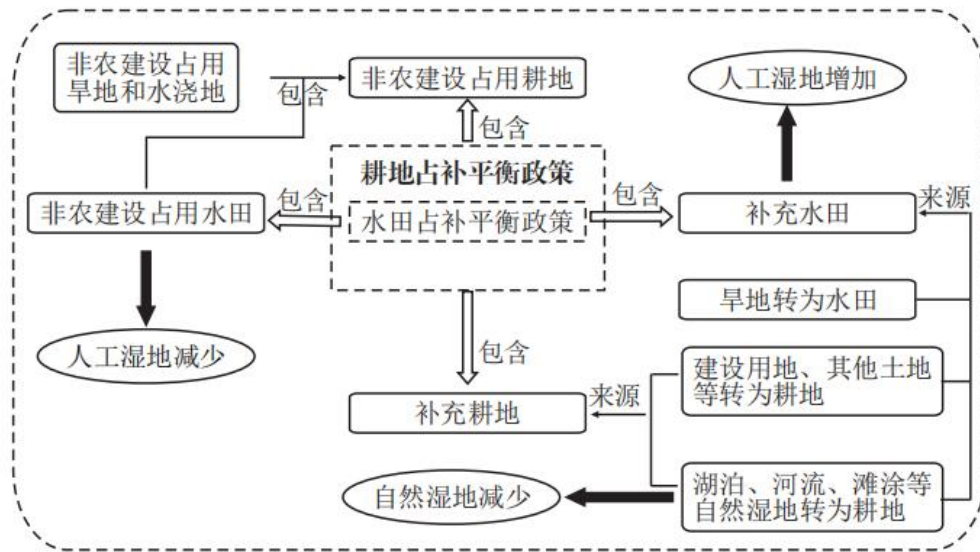 非农建设占用
旱地和水浇地
包含
非农建设占用耕地
人工湿地增加
包含
耕地占补平衡政策
非农建设占用水田
包含
水田占补平衡政策
包含
补充水田
来源
旱地转为水田
人工湿地减少
包含
建设用地、其他土地
等转为耕地
来源
补充耕地
自然湿地减少
湖泊、河流、滩涂等
自然湿地转为耕地